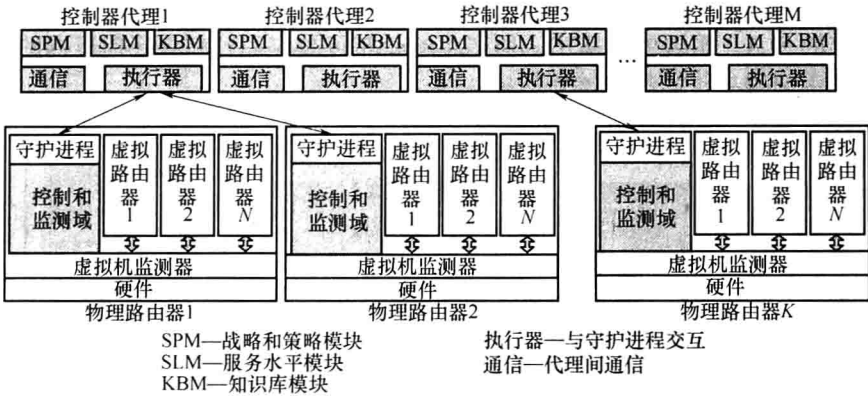 控制器代理1 控制器代理2 控制器代理3 控制器代理M
SPM SLM KBM SPM SLM KBM SPM SLM KBM … SPM SLM KBM
通信 执行器 通信 执行器 通信 执行器 通信 执行器
守护进程 虚拟路由器1 虚拟路由器2 虚拟路由器N 守护进程 虚拟路由器1 虚拟路由器2 虚拟路由器N 守护进程 虚拟路由器1 虚拟路由器2 虚拟路由器N
控制和 控制和 控制和
监测域 监测域 监测域
虚拟机监测器 虚拟机监测器 虚拟机监测器
硬件 硬件 硬件
物理路由器1 物理路由器2 物理路由器K
SPM—战略和策略模块 执行器—与守护进程交互
SLM—服务水平模块 通信—代理间通信
KBM—知识库模块